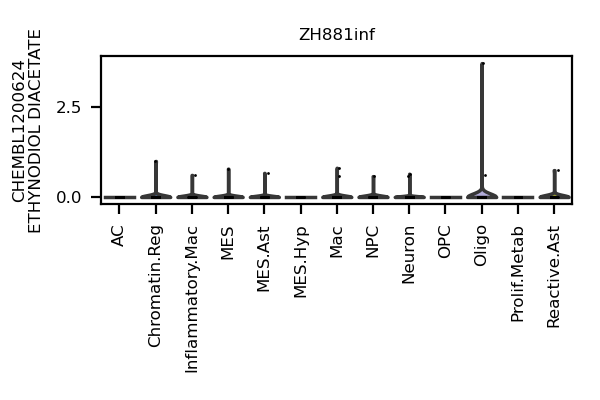 ZH881inf
CHEMBL1200624
ETHYNODIOL DIACETATE
2.5
0.0
AC
Chromatin.Reg
Inflammatory.Mac
MES
MES.Ast
MES.Hyp
Mac
NPC
Neuron
OPC
Oligo
Prolif.Metab
Reactive.Ast